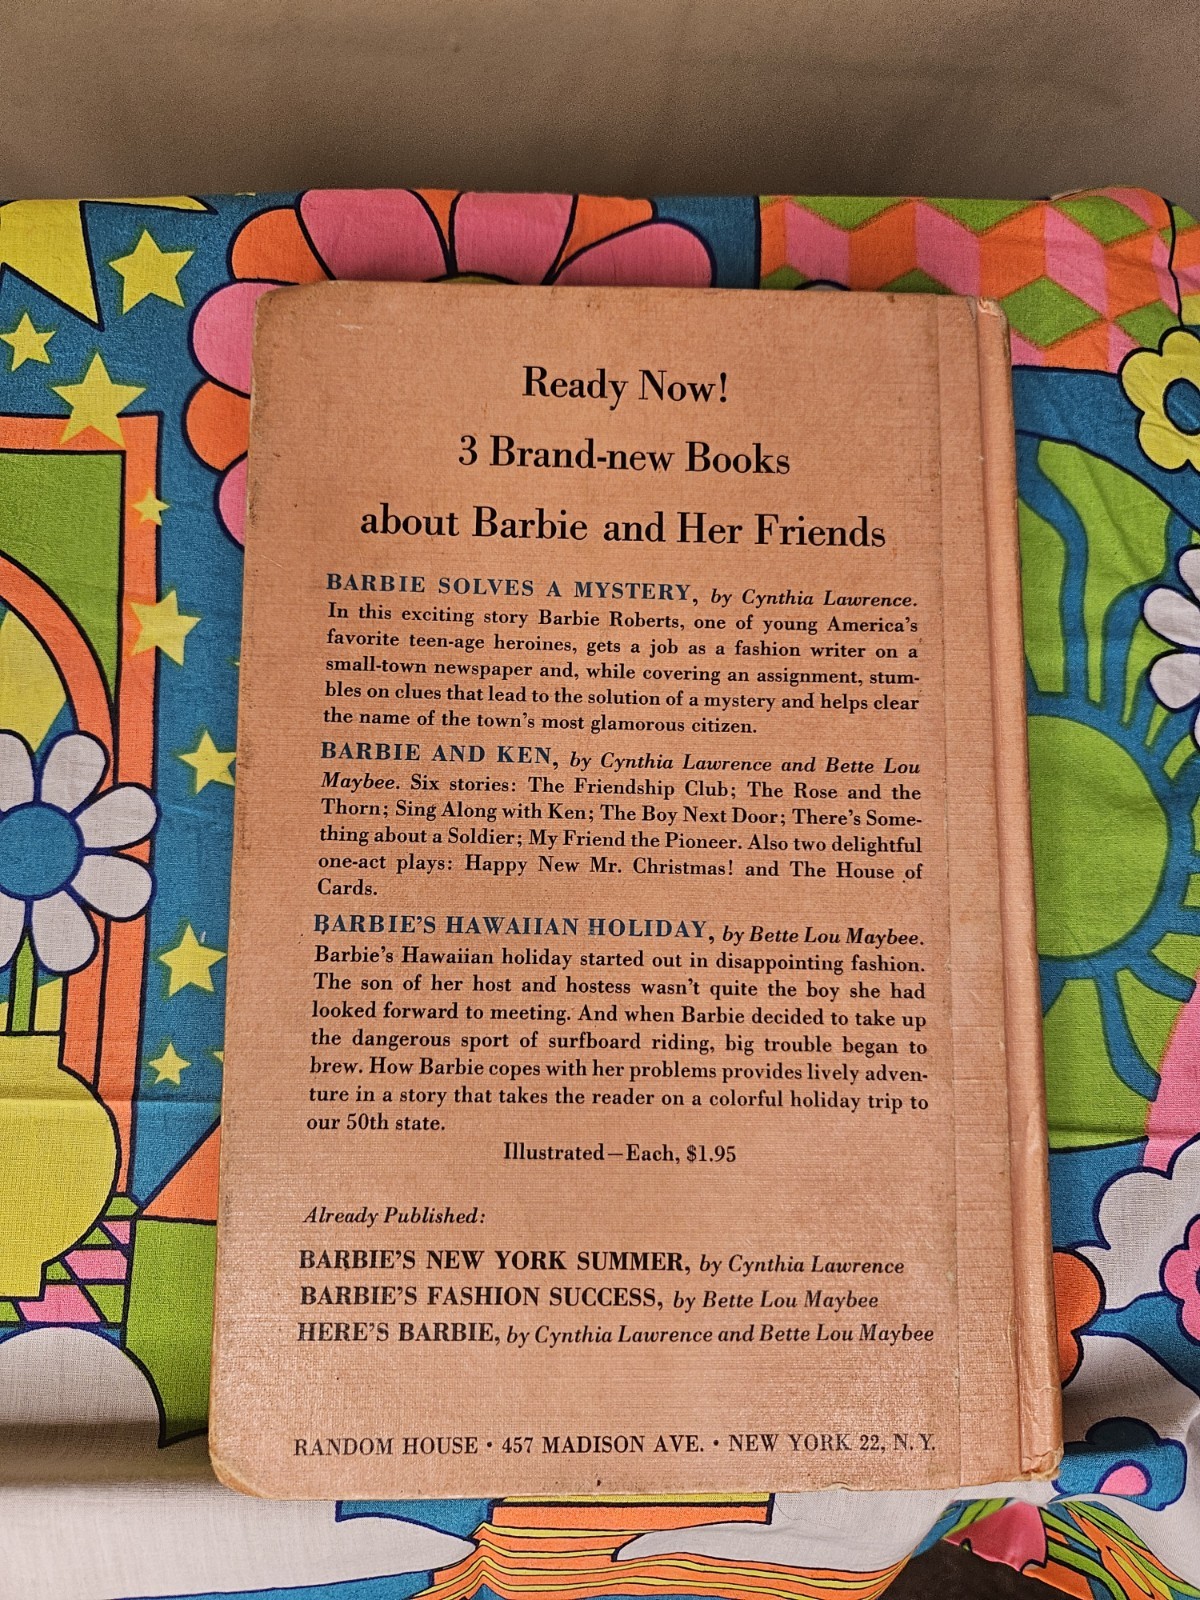 Ready Now!
3 Brand-new Books
about Barbie and Her Friends
BARBIE SOLVES A MYSTERY, by Cynthia Lawrence.
In this exciting story Barbie Roberts, one of young America's
favorite teen-age heroines, gets a job as a fashion writer on a
small-town newspaper and, while covering an assignment, stum-
bles on clues that lead to the solution of a mystery and helps clear
the name of the town's most glamorous citizen.
BARBIE AND KEN, by Cynthia Lawrence and Bette Lou
Maybee. Six stories: The Friendship Club; The Rose and the
Thorn; Sing Along with Ken; The Boy Next Door; There's Some-
thing about a Soldier; My Friend the Pioneer. Also two delightful
one-act plays: Happy New Mr. Christmas! and The House of
Cards.
BARBIE'S HAWAIIAN HOLIDAY, by Bette Lou Maybee.
Barbie's Hawaiian holiday started out in disappointing fashion.
The son of her host and hostess wasn't quite the boy she had
looked forward to meeting. And when Barbie decided to take up
the dangerous sport of surfboard riding, big trouble began to
brew. How Barbie copes with her problems provides lively adven-
ture in a story that takes the reader on a colorful holiday trip to
our 50th state.
Illustrated—Each, $1.95
Already Published:
BARBIE'S NEW YORK SUMMER, by Cynthia Lawrence
BARBIE'S FASHION SUCCESS, by Bette Lou Maybee
HERE'S BARBIE, by Cynthia Lawrence and Bette Lou Maybee
RANDOM HOUSE • 457 MADISON AVE. • NEW YORK 22, N. Y.